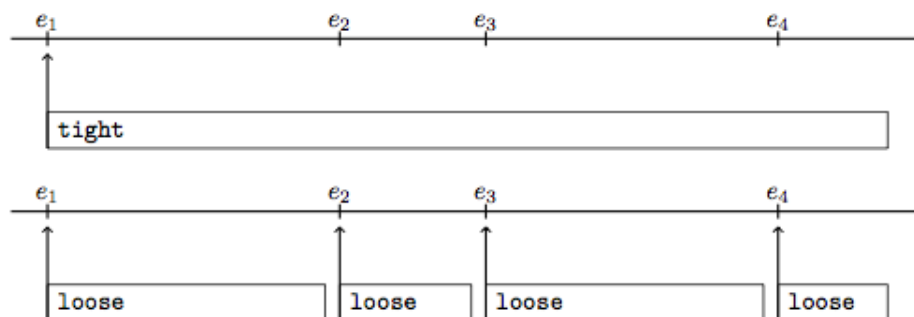 e₁ e₂ e₃ e₄
tight
e₁ e₂ e₃ e₄
loose loose loose loose